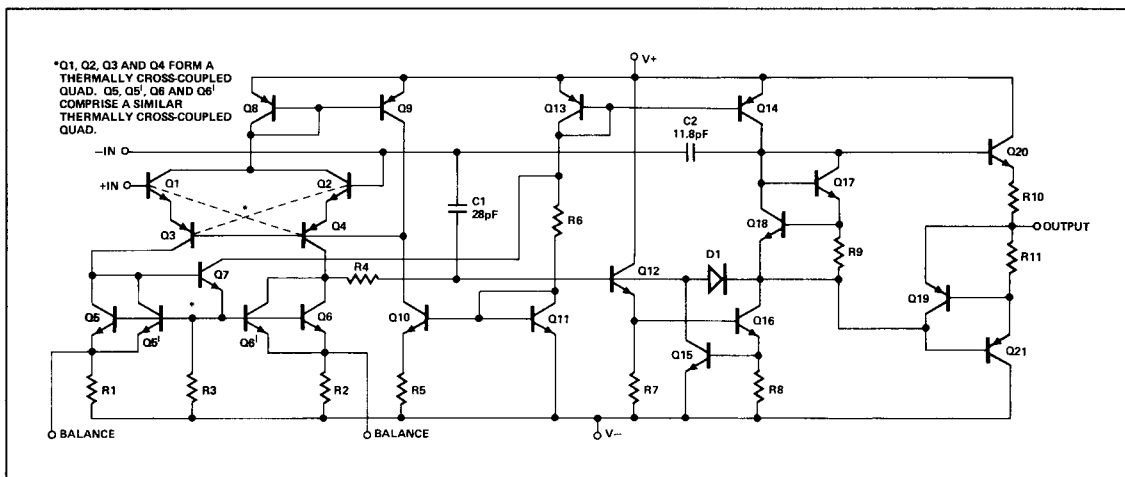 *Q1, Q2, Q3 AND Q4 FORM A
THERMALLY CROSS-COUPLED
QUAD. Q5, Q5', Q6 AND Q6'
COMPRISE A SIMILAR
THERMALLY CROSS-COUPLED
QUAD.
V+
Q8
Q9
Q13
Q14
C2
11.8pF
−IN
+IN
Q1
Q2
*
C1
28pF
Q17
Q20
R10
Q3
Q4
R6
Q18
R9
OUTPUT
R11
Q7
R4
Q12
D1
Q19
Q5
Q5'
*
Q6'
Q6
Q10
Q11
Q16
Q15
Q21
R1
R3
R2
R5
R7
R8
BALANCE
BALANCE
V−